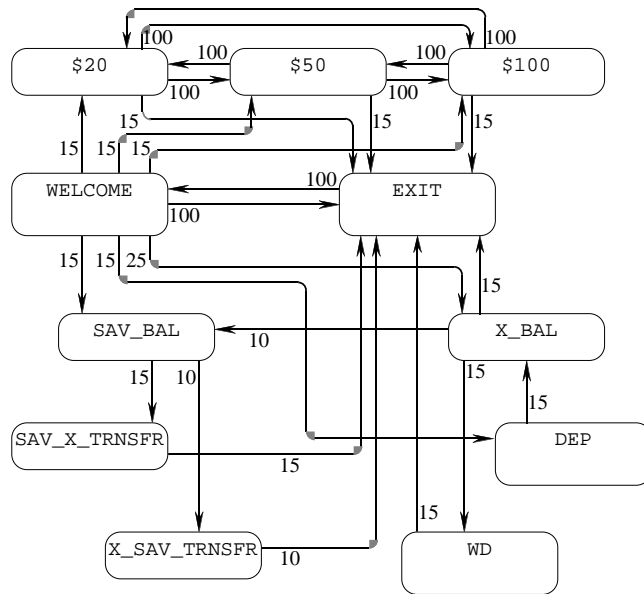 100 100
$20 100 $50 100 $100
100 100
15 15 15
15 15 15
WELCOME 100 EXIT
100
15 15 25
15
SAV_BAL X_BAL
10
15 10 15
15
SAV_X_TRNSFR DEP
15
15
X_SAV_TRNSFR WD
10